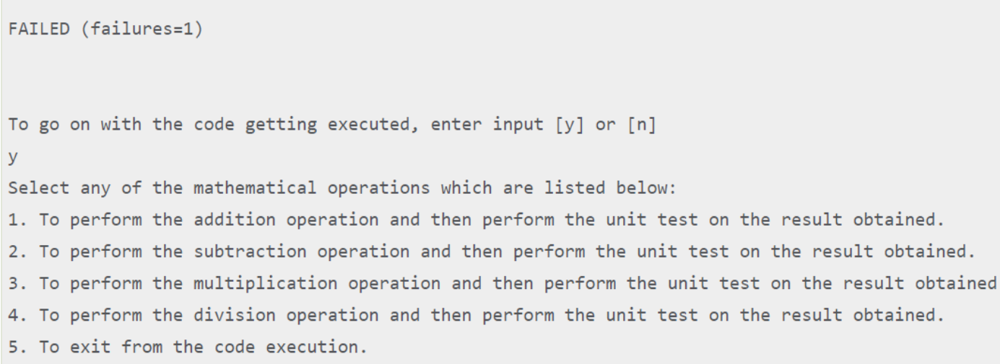 FAILED (failures=1)
To go on with the code getting executed, enter input [y] or [n]
y
Select any of the mathematical operations which are listed below:
1. To perform the addition operation and then perform the unit test on the result obtained.
2. To perform the subtraction operation and then perform the unit test on the result obtained.
3. To perform the multiplication operation and then perform the unit test on the result obtained
4. To perform the division operation and then perform the unit test on the result obtained.
5. To exit from the code execution.